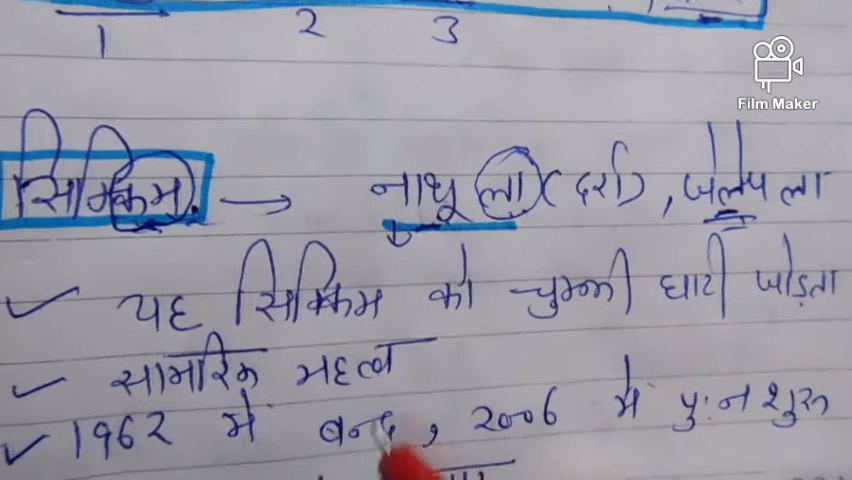 1 2 3
Film Maker
सिक्किम. → नाथू ला (दर्रा), जेलेप ला
✓ यह सिक्किम को चुम्बी घाटी जोड़ता
✓ सामरिक महत्व
✓ 1962 में बन्द, 2006 में पुःन शुरू